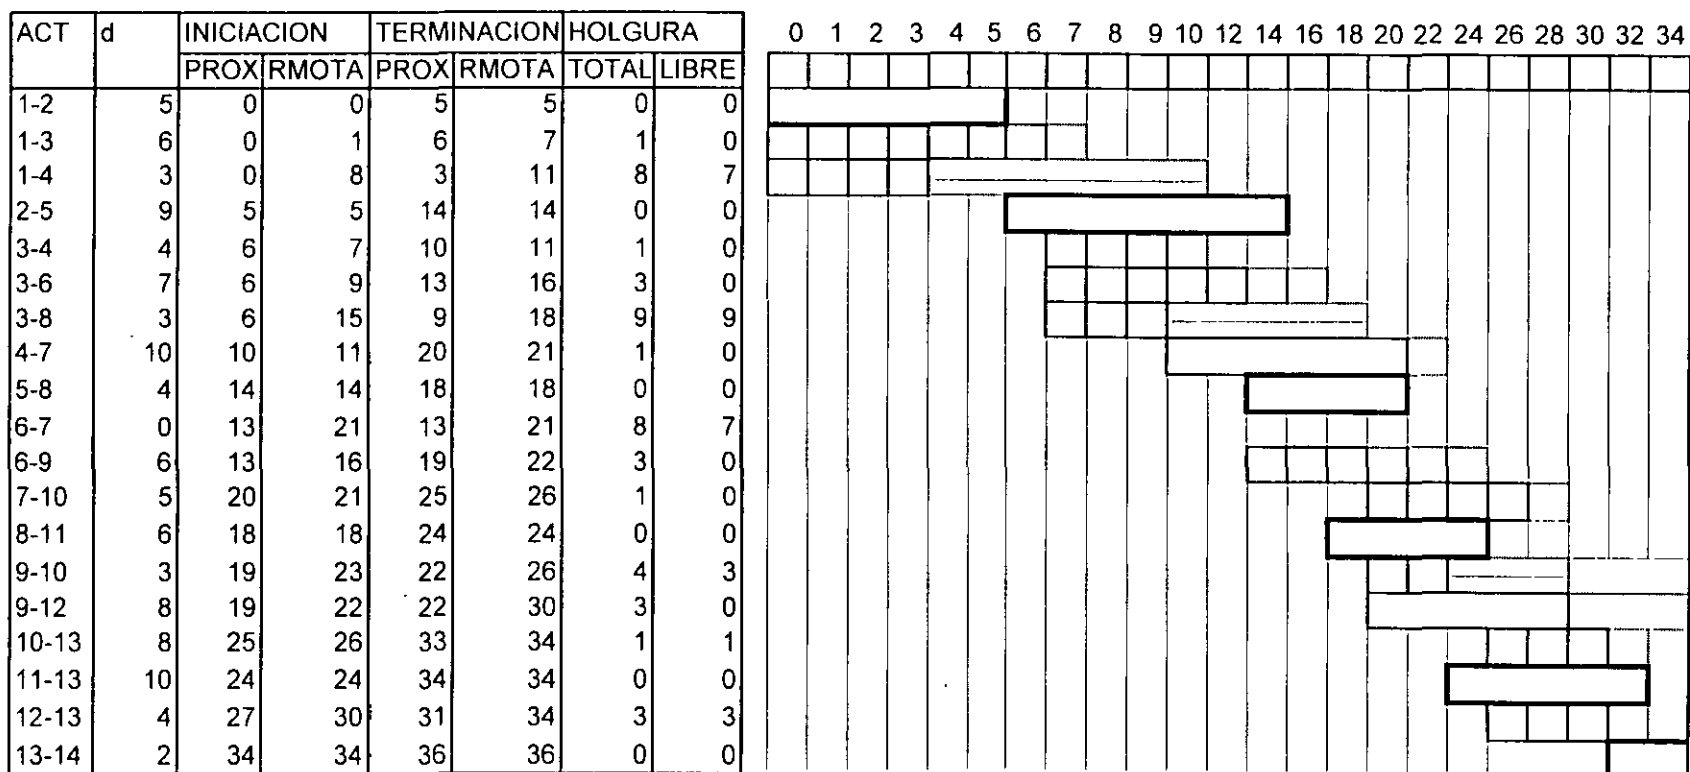 ACT d INICIACION TERMINACION HOLGURA 0 1 2 3 4 5 6 7 8 9 10 12 14 16 18 20 22 24 26 28 30 32 34
PROX RMOTA PROX RMOTA TOTAL LIBRE
1-2 5 0 0 5 5 0 0
1-3 6 0 1 6 7 1 0
1-4 3 0 8 3 11 8 7
2-5 9 5 5 14 14 0 0
3-4 4 6 7 10 11 1 0
3-6 7 6 9 13 16 3 0
3-8 3 6 15 9 18 9 9
4-7 10 10 11 20 21 1 0
5-8 4 14 14 18 18 0 0
6-7 0 13 21 13 21 8 7
6-9 6 13 16 19 22 3 0
7-10 5 20 21 25 26 1 0
8-11 6 18 18 24 24 0 0
9-10 3 19 23 22 26 4 3
9-12 8 19 22 22 30 3 0
10-13 8 25 26 33 34 1 1
11-13 10 24 24 34 34 0 0
12-13 4 27 30 31 34 3 3
13-14 2 34 34 36 36 0 0